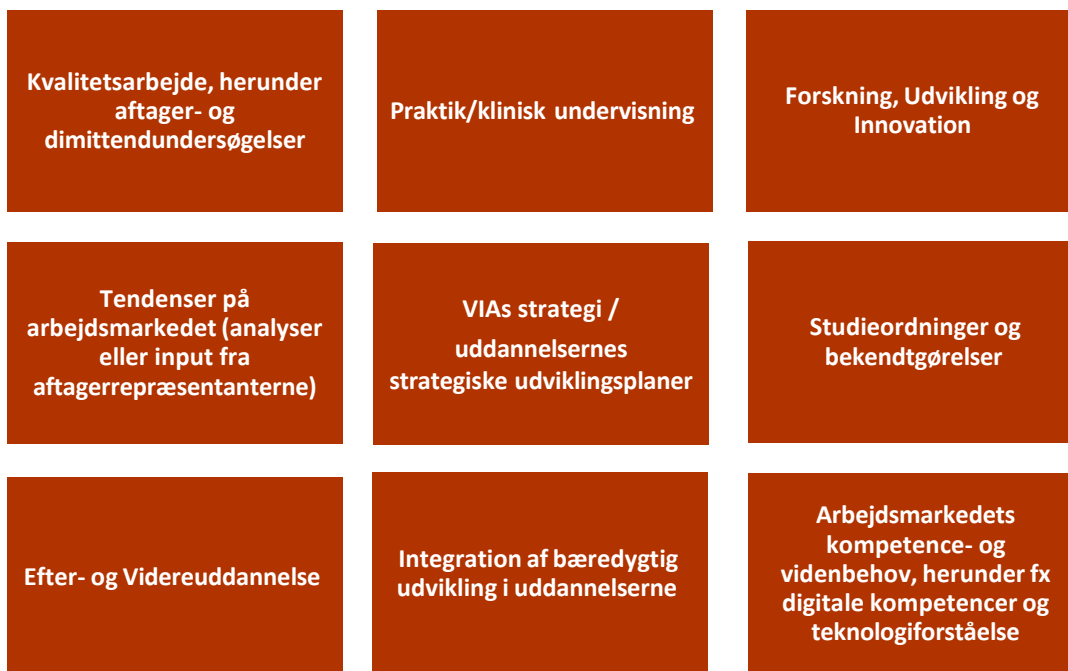 Kvalitetsarbejde, herunder
aftager- og
dimittendundersøgelser
Praktik/klinisk undervisning
Forskning, Udvikling og
Innovation
Tendenser på
arbejdsmarkedet (analyser
eller input fra
aftagerrepræsentanterne)
VIAs strategi /
uddannelsernes
strategiske udviklingsplaner
Studieordninger og
bekendtgørelser
Efter- og Videreuddannelse
Integration af bæredygtig
udvikling i uddannelserne
Arbejdsmarkedets
kompetence- og
videnbehov, herunder fx
digitale kompetencer og
teknologiforståelse